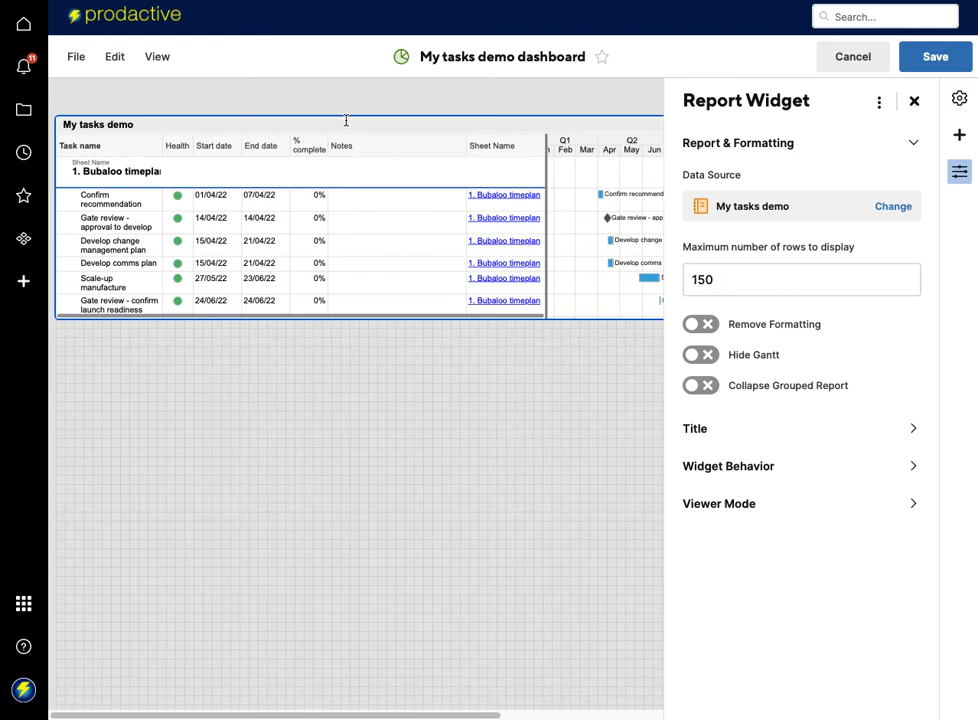 prodactive
Search...
11
File Edit View
My tasks demo dashboard
Cancel Save
My tasks demo
Task name Health Start date End date % complete Notes Sheet Name
Q1 Q2
Feb Mar Apr May Jun
Sheet Name
1. Bubaloo timeplan
Confirm recommendation 01/04/22 07/04/22 0% 1. Bubaloo timeplan Confirm recommend
Gate review - approval to develop 14/04/22 14/04/22 0% 1. Bubaloo timeplan Gate review - app
Develop change management plan 15/04/22 21/04/22 0% 1. Bubaloo timeplan Develop change
Develop comms plan 15/04/22 21/04/22 0% 1. Bubaloo timeplan Develop comms
Scale-up manufacture 27/05/22 23/06/22 0% 1. Bubaloo timeplan
Gate review - confirm launch readiness 24/06/22 24/06/22 0% 1. Bubaloo timeplan
Report Widget
Report & Formatting
Data Source
My tasks demo Change
Maximum number of rows to display
150
Remove Formatting
Hide Gantt
Collapse Grouped Report
Title
Widget Behavior
Viewer Mode